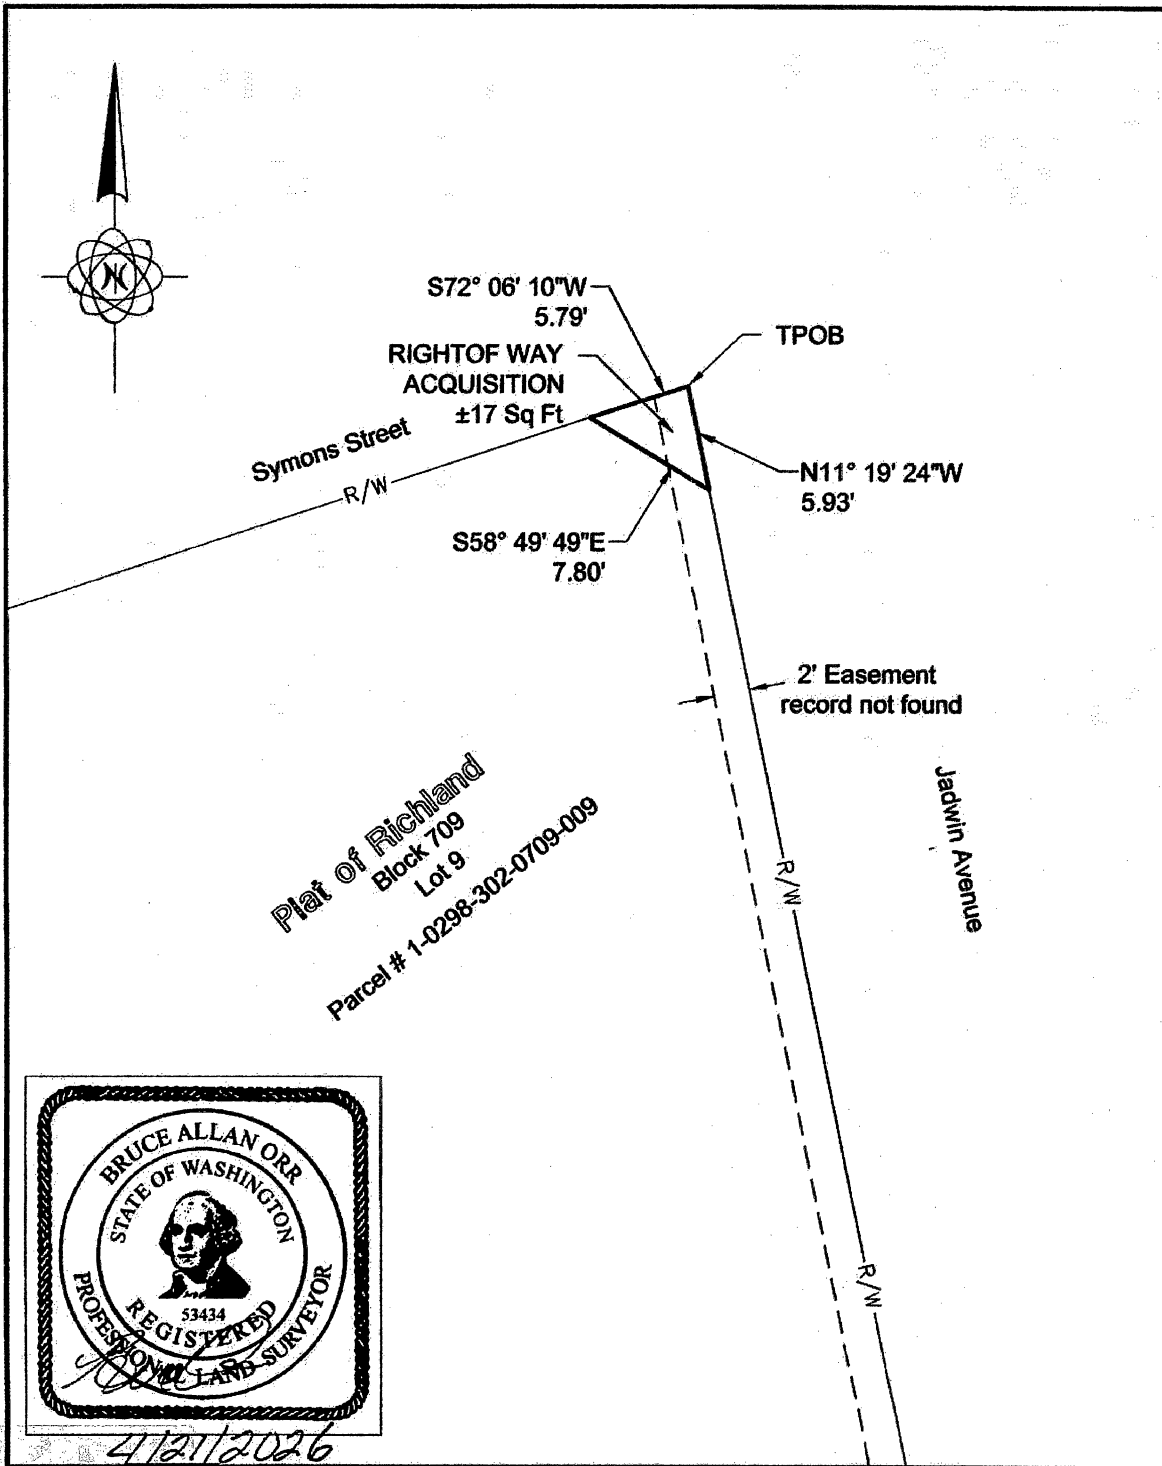 N
S72° 06' 10"W
5.79'
TPOB
RIGHTOF WAY
ACQUISITION
±17 Sq Ft
Symons Street
R/W
N11° 19' 24"W
5.93'
S58° 49' 49"E
7.80'
2' Easement
record not found
Jadwin Avenue
Plat of Richland
Block 709
Lot 9
Parcel # 1-0298-302-0709-009
R/W
R/W
BRUCE ALLAN ORR
STATE OF WASHINGTON
53434
REGISTERED
PROFESSIONAL LAND SURVEYOR
4/21/2026